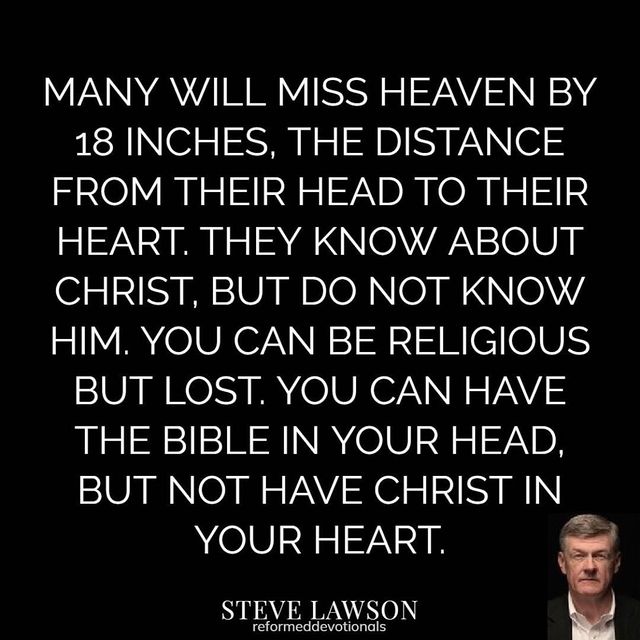 MANY WILL MISS HEAVEN BY
18 INCHES, THE DISTANCE
FROM THEIR HEAD TO THEIR
HEART. THEY KNOW ABOUT
CHRIST, BUT DO NOT KNOW
HIM. YOU CAN BE RELIGIOUS
BUT LOST. YOU CAN HAVE
THE BIBLE IN YOUR HEAD,
BUT NOT HAVE CHRIST IN
YOUR HEART.
STEVE LAWSON
reformeddevotionals